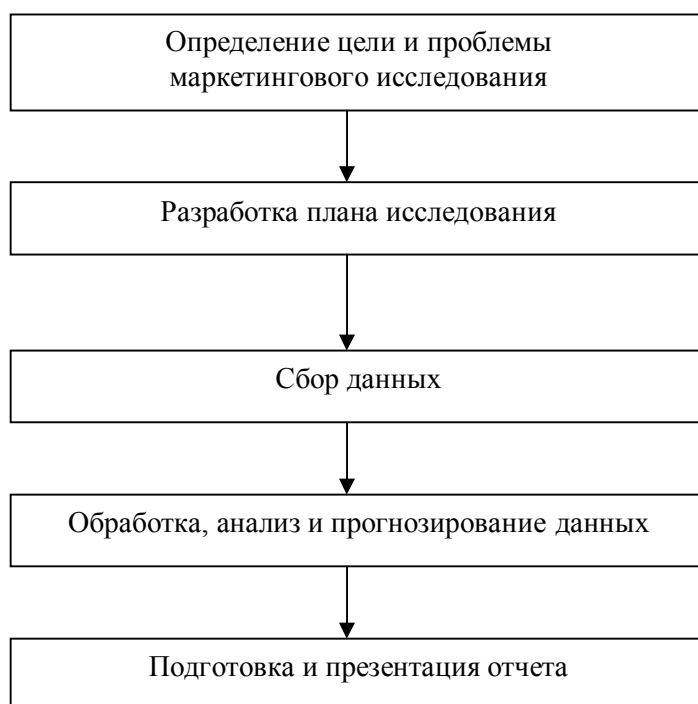 Определение цели и проблемы
маркетингового исследования
Разработка плана исследования
Сбор данных
Обработка, анализ и прогнозирование данных
Подготовка и презентация отчета